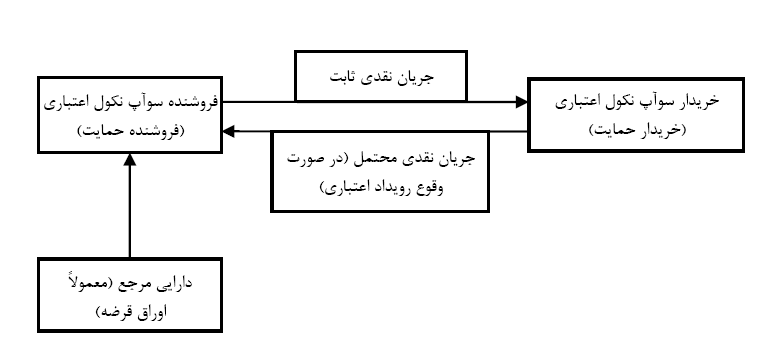 جریان نقدی ثابت
خریدار سوآپ نکول اعتباری
(خریدار حمایت)
فروشنده سوآپ نکول اعتباری
(فروشنده حمایت)
جریان نقدی محتمل (در صورت
وقوع رویداد اعتباری)
دارایی مرجع (معمولاً
اوراق قرضه)